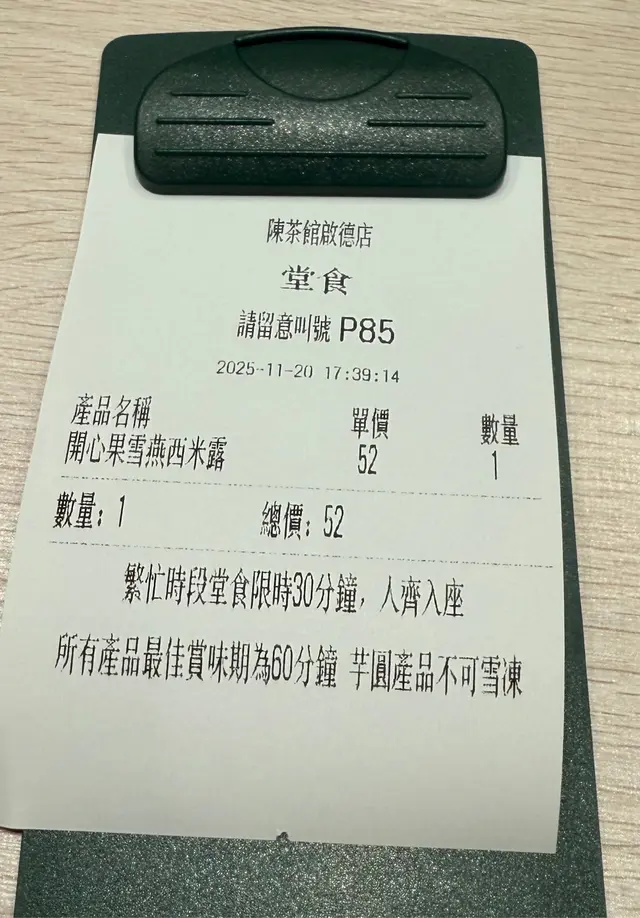 陳茶館啟德店
堂食
請留意叫號 P85
2025-11-20 17:39:14
產品名稱 單價 數量
開心果雪燕西米露 52 1
數量：1 總價：52
繁忙時段堂食限時30分鐘，人齊入座
所有產品最佳賞味期為60分鐘 芋圓產品不可雪凍